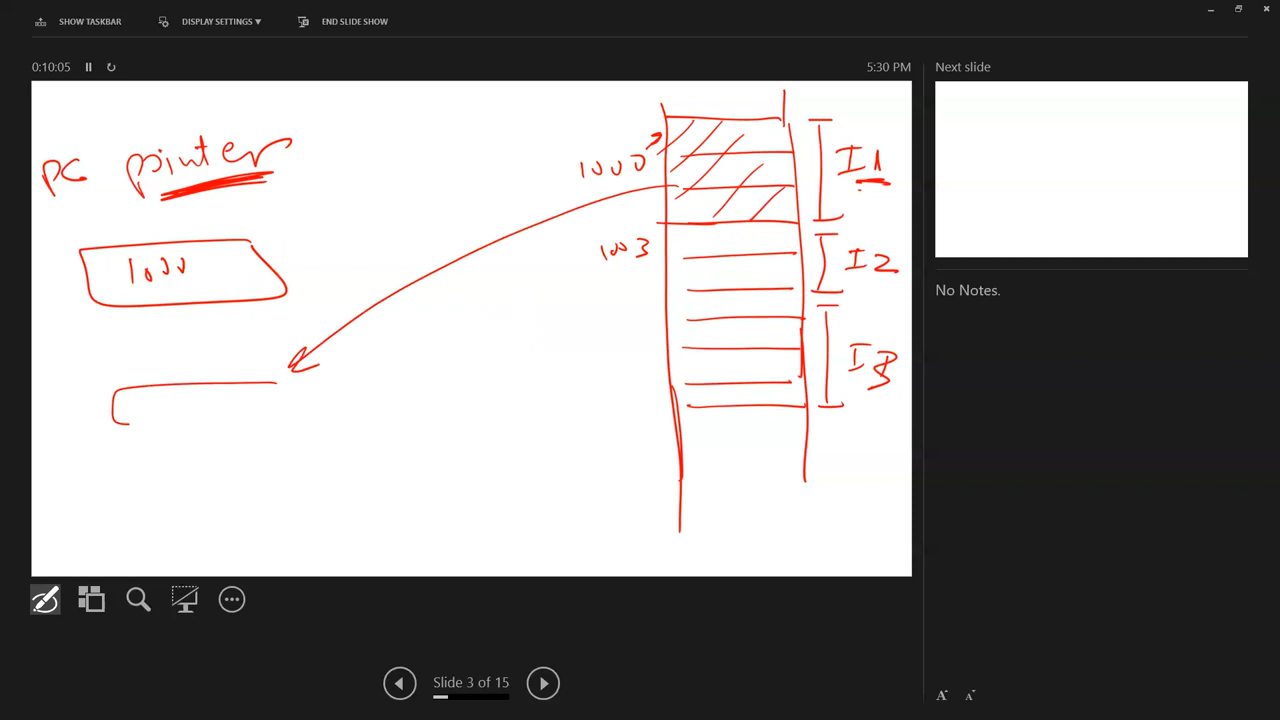 SHOW TASKBAR
DISPLAY SETTINGS
END SLIDE SHOW
0:10:05
5:30 PM
Next slide
PC pointer
1000
1000
1003
I1
I2
I3
No Notes.
Slide 3 of 15
A
A